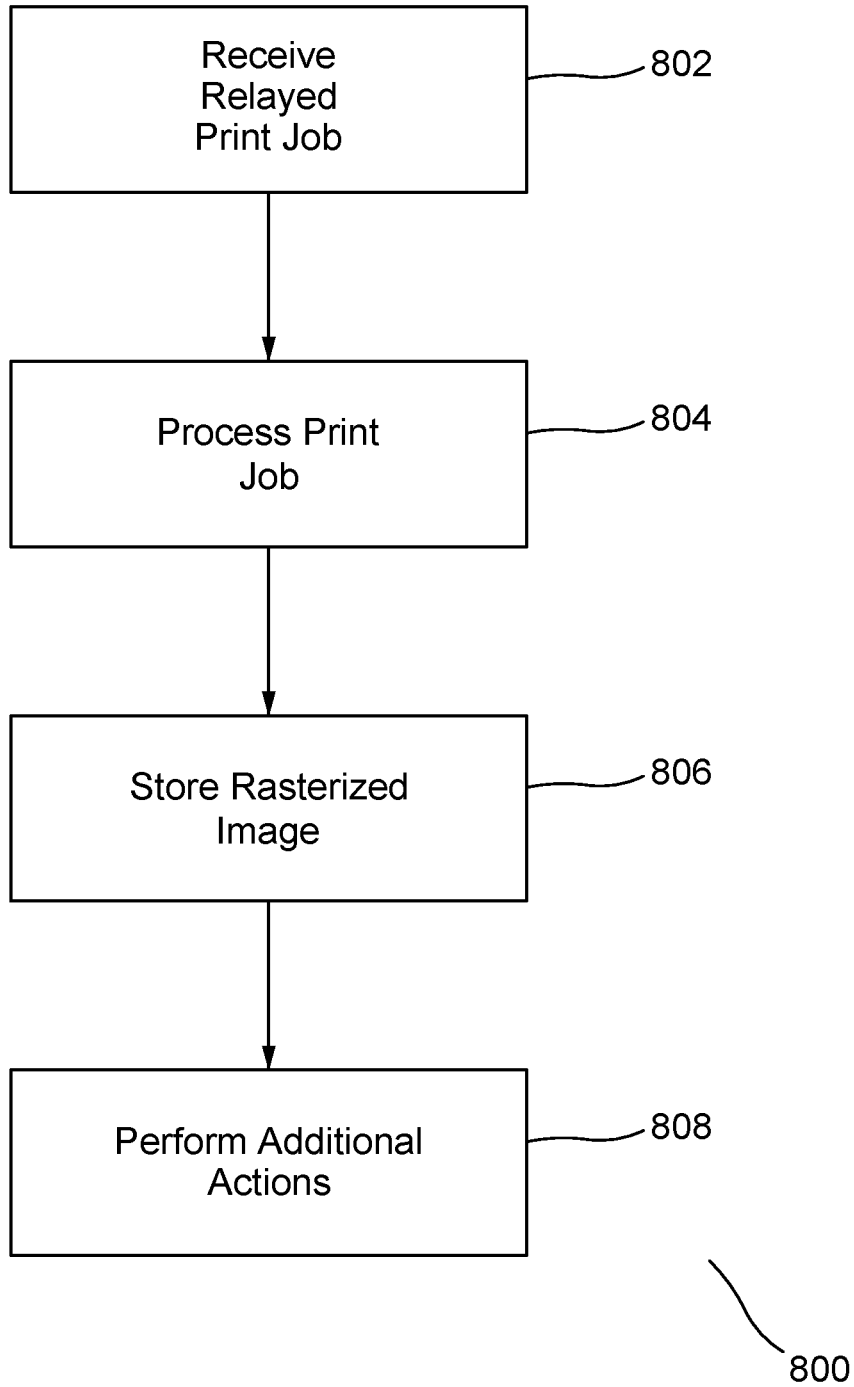 Receive
Relayed
Print Job
802
Process Print
Job
804
Store Rasterized
Image
806
Perform Additional
Actions
808
800